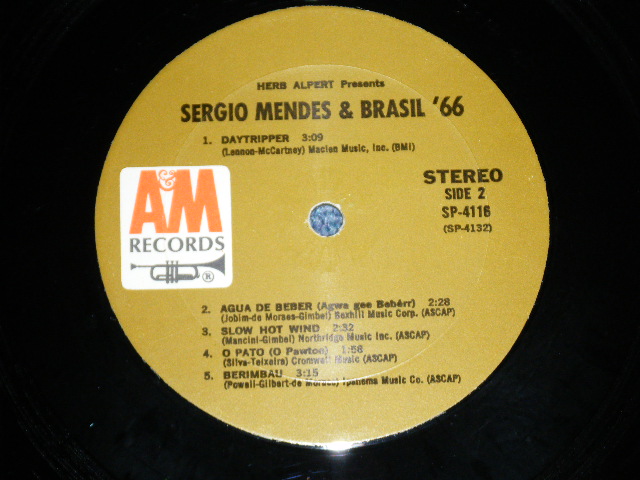 HERB ALPERT Presents
SERGIO MENDES & BRASIL '66
1. DAYTRIPPER 3:09
(Lennon-McCartney) Maclen Music, Inc. (BMI)
STEREO
SIDE 2
SP-4116
(SP-4132)
A&M
RECORDS
®
2. AGUA DE BEBER (Agwa gee Bebérr) 2:28
(Jobim-de Moraes-Gimbel) Bexhill Music Corp. (ASCAP)
3. SLOW HOT WIND 2:32
(Mancini-Gimbel) Northridge Music Inc. (ASCAP)
4. O PATO (O Pawtoo) 1:58
(Silva-Teixeira) Cromwell Music (ASCAP)
5. BERIMBAU 3:15
(Powell-Gilbert-de Moraes) Ipanema Music Co. (ASCAP)